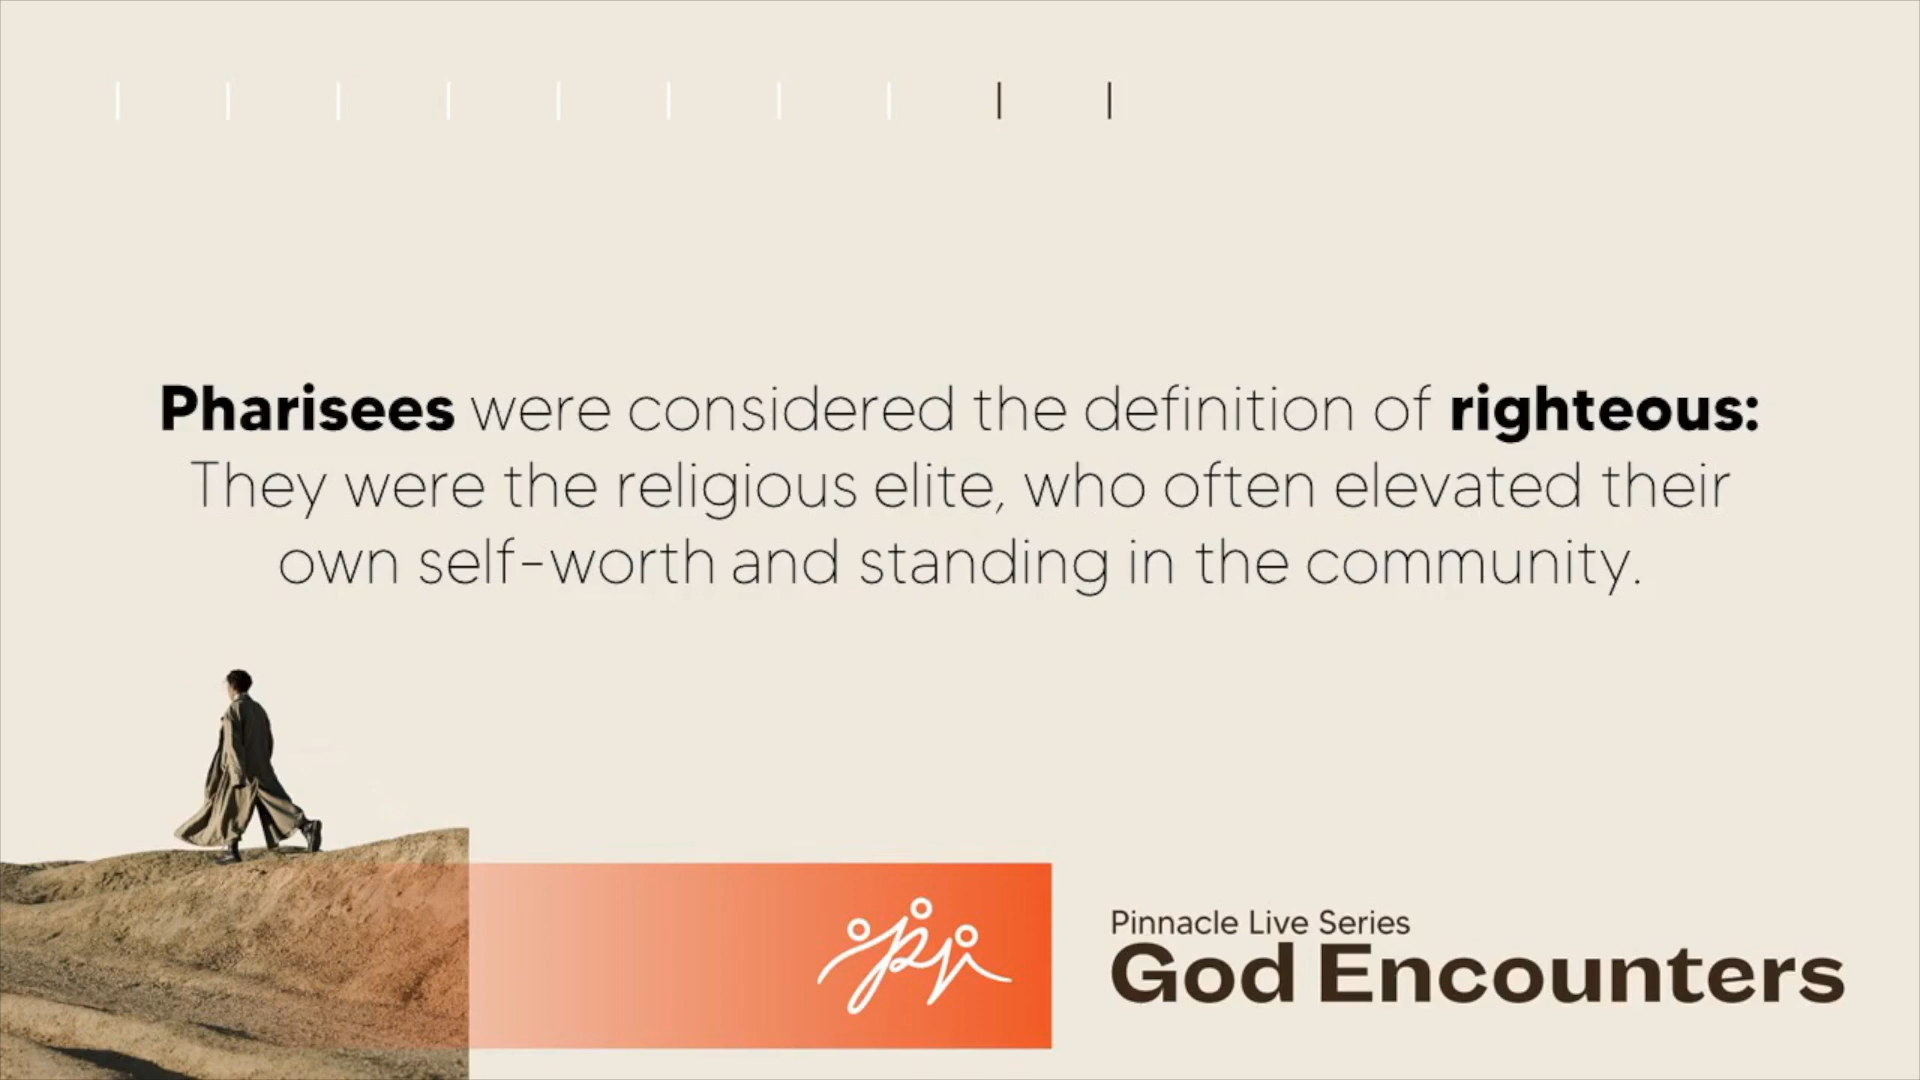 Pharisees were considered the definition of righteous:
They were the religious elite, who often elevated their
own self-worth and standing in the community.
Pinnacle Live Series
God Encounters